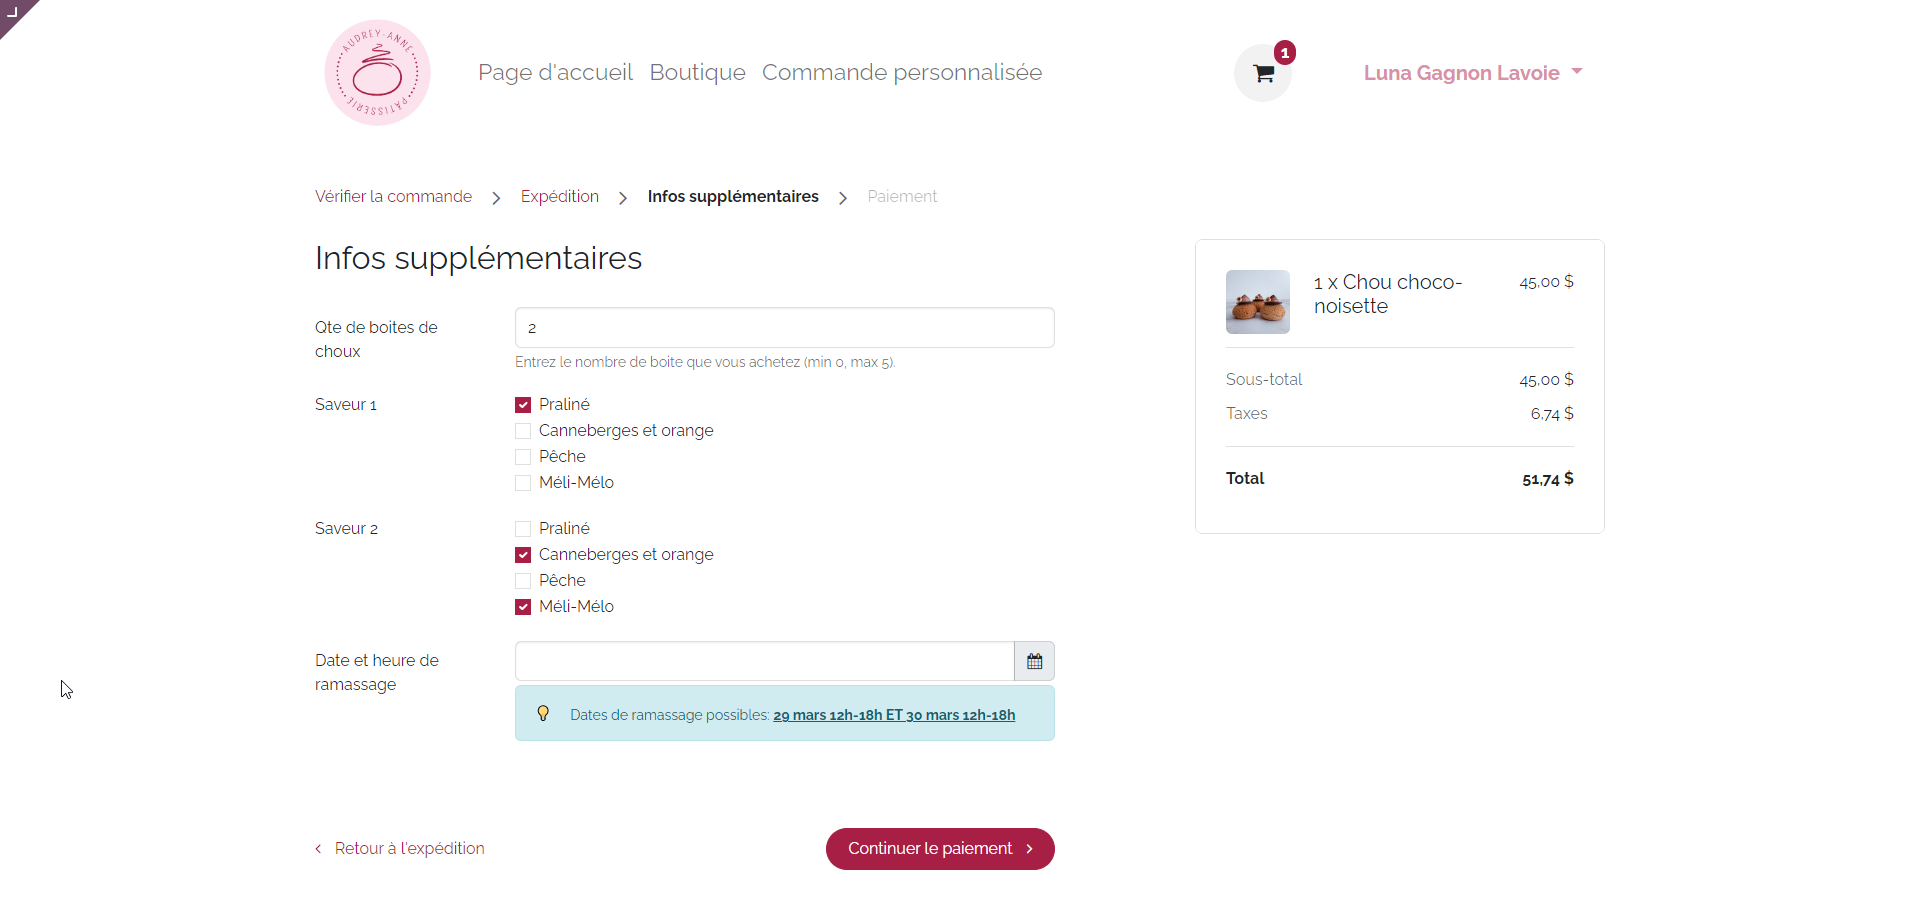 AUDREY-ANNE
PÂTISSERIE
Page d'accueil Boutique Commande personnalisée
1
Luna Gagnon Lavoie
Vérifier la commande > Expédition > Infos supplémentaires > Paiement
Infos supplémentaires
Qte de boites de
choux
2
Entrez le nombre de boite que vous achetez (min 0, max 5).
Saveur 1
Praliné
Canneberges et orange
Pêche
Méli-Mélo
Saveur 2
Praliné
Canneberges et orange
Pêche
Méli-Mélo
Date et heure de
ramassage
Dates de ramassage possibles: 29 mars 12h-18h ET 30 mars 12h-18h
Retour à l'expédition
Continuer le paiement
1 x Chou choco-
noisette
45,00 $
Sous-total 45,00 $
Taxes 6,74 $
Total 51,74 $